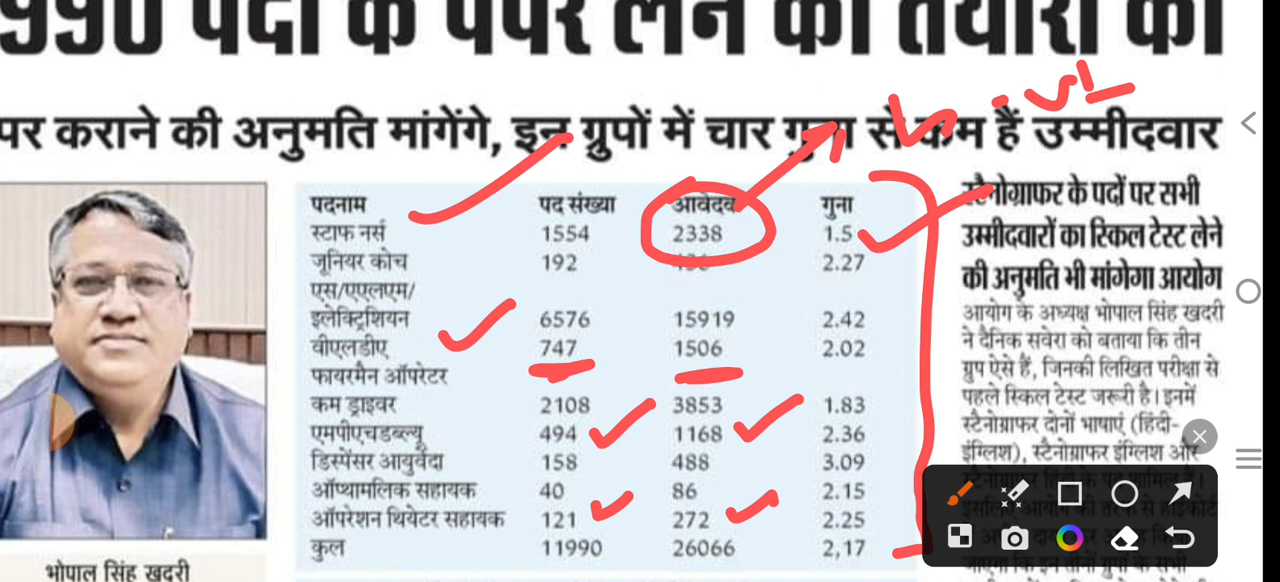 990 पदों के पेपर लेने की तैयारी की
पर कराने की अनुमति मांगेंगे, इन ग्रुपों में चार गुना से कम हैं उम्मीदवार
पदनाम पद संख्या आवेदक गुना
स्टाफ नर्स 1554 2338 1.5
जूनियर कोच 192 436 2.27
एस/एएलएम/
इलेक्ट्रिशियन 6576 15919 2.42
वीएलडीए 747 1506 2.02
फायरमैन ऑपरेटर
कम ड्राइवर 2108 3853 1.83
एमपीएचडब्ल्यू 494 1168 2.36
डिस्पेंसर आयुर्वेदा 158 488 3.09
ऑप्थामलिक सहायक 40 86 2.15
ऑपरेशन थियेटर सहायक 121 272 2.25
कुल 11990 26066 2,17
भोपाल सिंह खदरी
स्टैनोग्राफर के पदों पर सभी
उम्मीदवारों का स्किल टेस्ट लेने
की अनुमति भी मांगेगा आयोग
आयोग के अध्यक्ष भोपाल सिंह खदरी
ने दैनिक सवेरा को बताया कि तीन
ग्रुप ऐसे हैं, जिनकी लिखित परीक्षा से
पहले स्किल टेस्ट जरूरी है। इनमें
स्टैनोग्राफर दोनों भाषाएं (हिंदी-
इंग्लिश), स्टैनोग्राफर इंग्लिश और